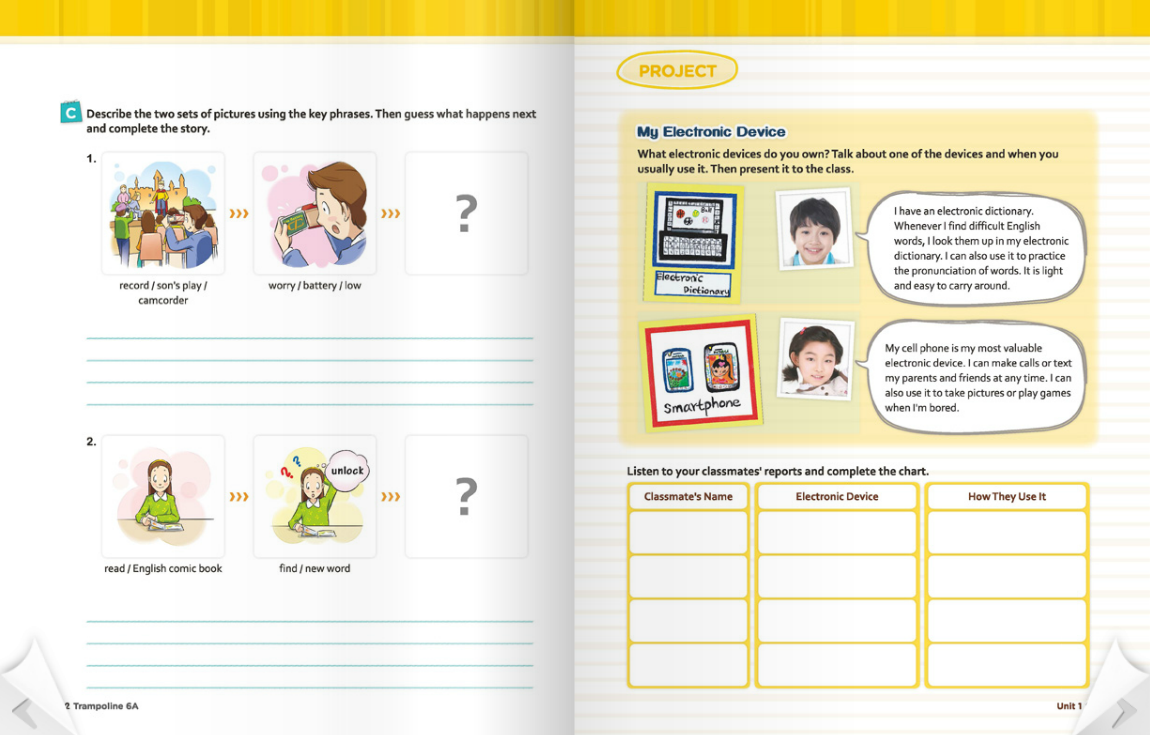 C Describe the two sets of pictures using the key phrases. Then guess what happens next
and complete the story.
1.
?
record / son's play /
camcorder
worry / battery / low
2.
unlock
?
read / English comic book
find / new word
2 Trampoline 6A
PROJECT
My Electronic Device
What electronic devices do you own? Talk about one of the devices and when you
usually use it. Then present it to the class.
Ball
Electronic
Dictionary
I have an electronic dictionary.
Whenever I find difficult English
words, I look them up in my electronic
dictionary. I can also use it to practice
the pronunciation of words. It is light
and easy to carry around.
Smartphone
My cell phone is my most valuable
electronic device. I can make calls or text
my parents and friends at any time. I can
also use it to take pictures or play games
when I'm bored.
Listen to your classmates' reports and complete the chart.
Classmate's Name Electronic Device How They Use It
Unit 1